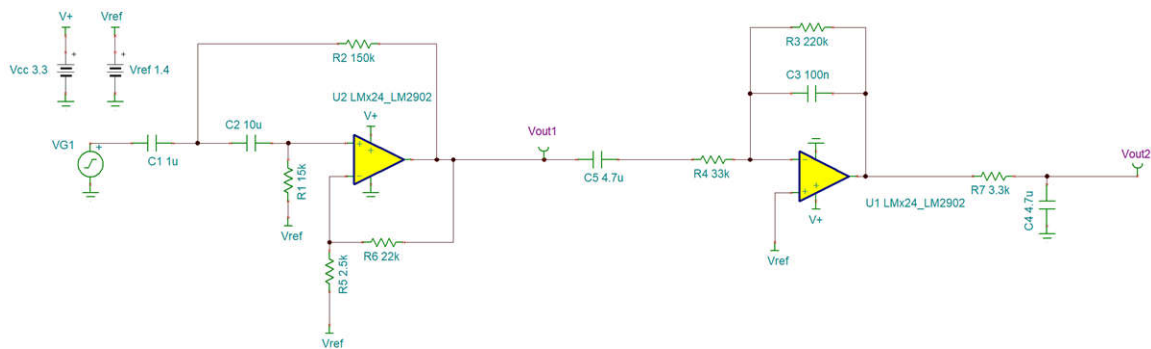 V+
Vref
Vcc 3.3
Vref 1.4
VG1
C1 1u
R2 150k
C2 10u
U2 LMx24_LM2902
V+
R1 15k
Vref
R6 22k
R5 2.5k
Vref
Vout1
C5 4.7u
R4 33k
R3 220k
C3 100n
U1 LMx24_LM2902
V+
Vref
R7 3.3k
C4 4.7u
Vout2